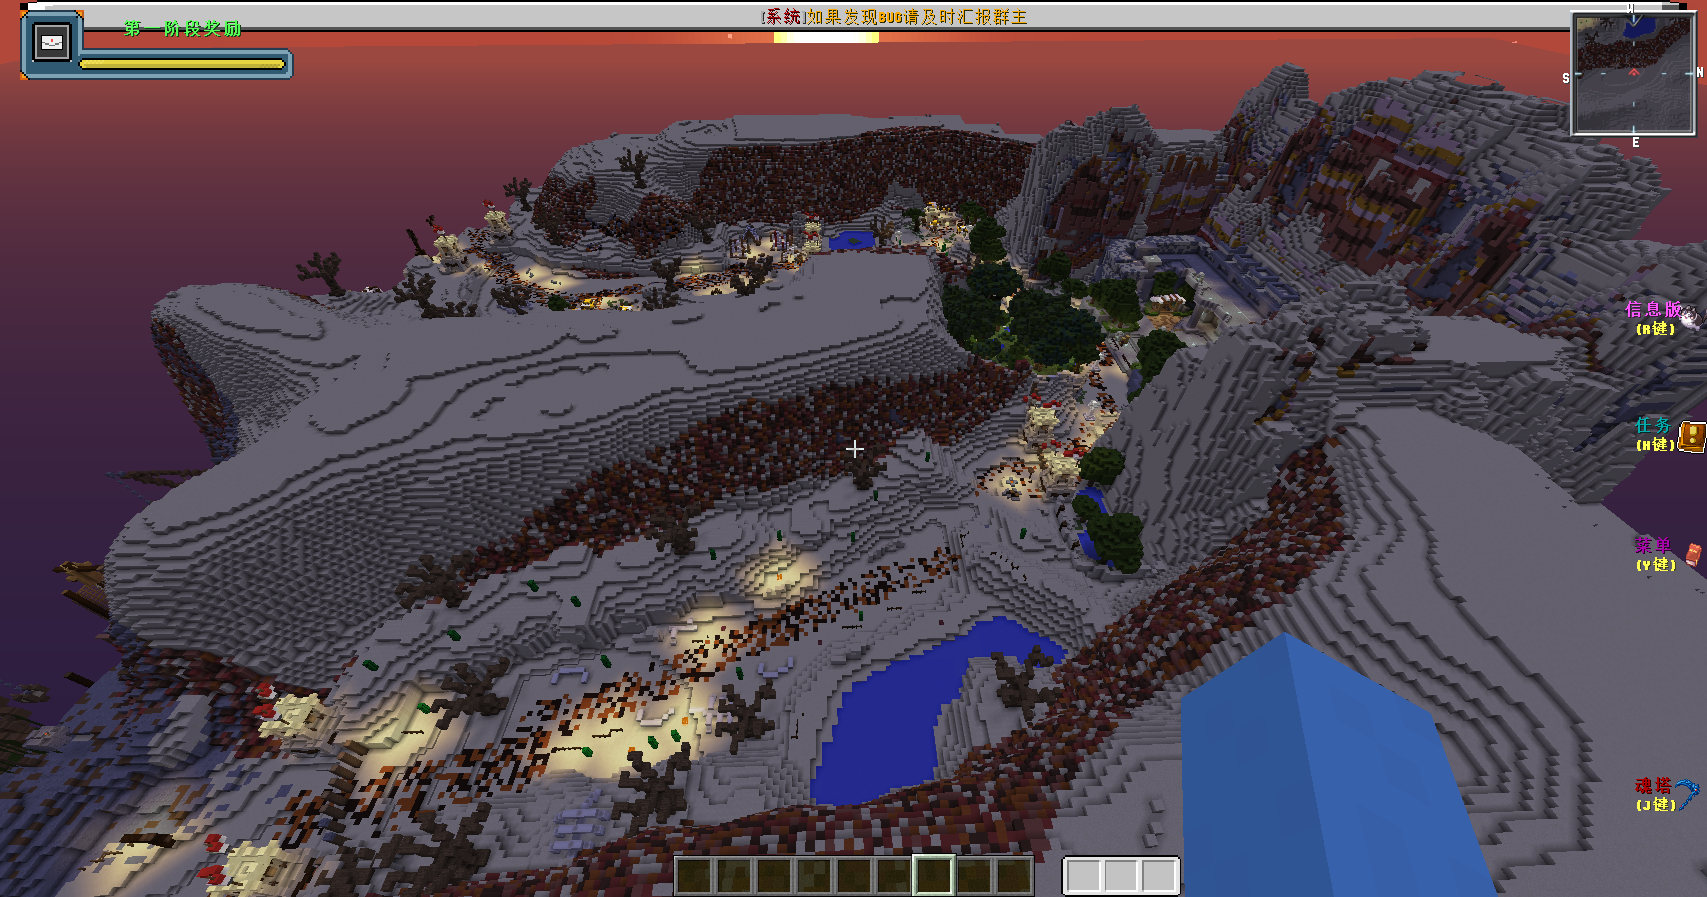 [系统]如果发现BUG请及时汇报群主
第一阶段奖励
W
S
N
E
信息版
(R键)
任务
(H键)
菜单
(Y键)
魂塔
(J键)